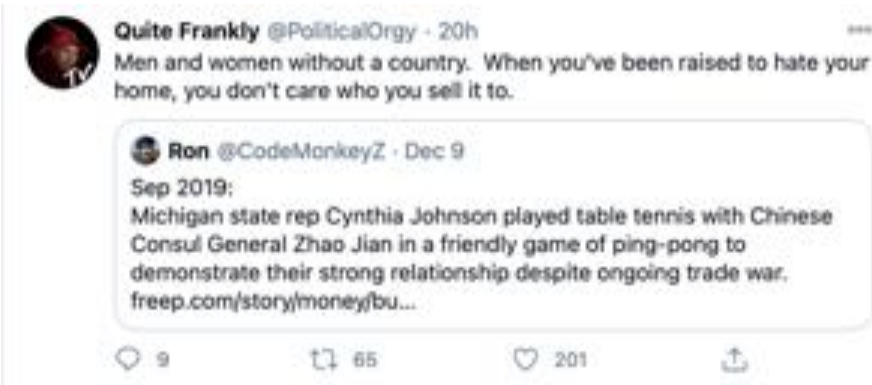 Quite Frankly @PoliticalOrgy · 20h
Men and women without a country. When you've been raised to hate your
home, you don't care who you sell it to.
Ron @CodeMonkeyZ · Dec 9
Sep 2019:
Michigan state rep Cynthia Johnson played table tennis with Chinese
Consul General Zhao Jian in a friendly game of ping-pong to
demonstrate their strong relationship despite ongoing trade war.
freep.com/story/money/bu...
9 65 201